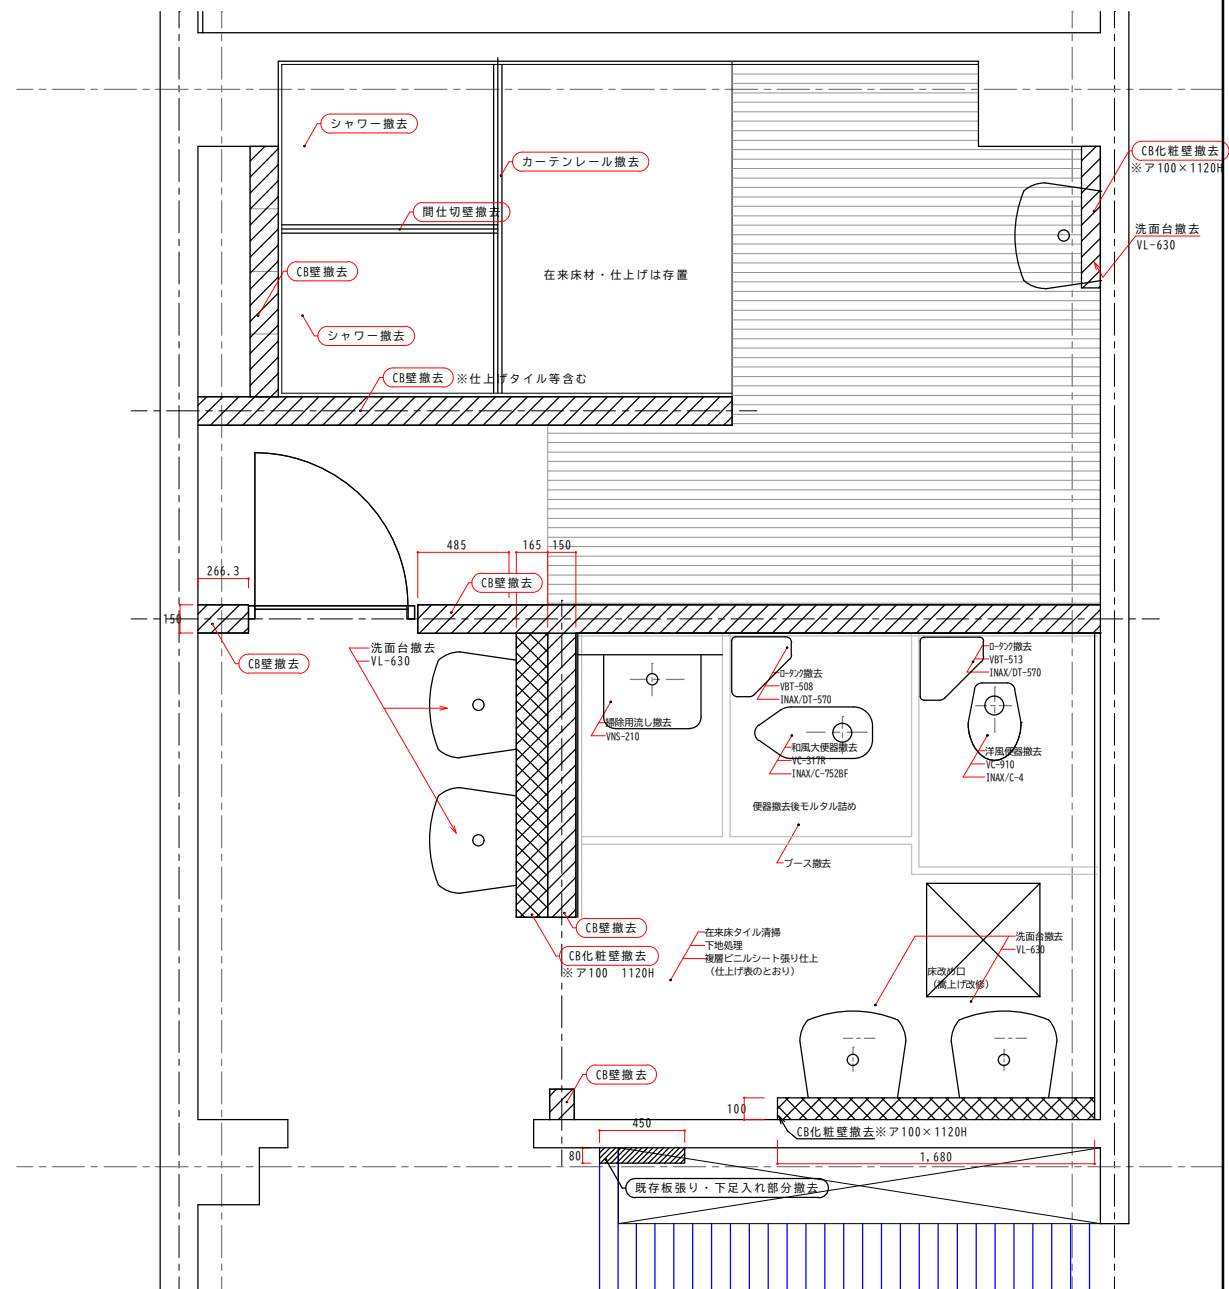 シャワー撤去
カーテンレール撤去
CB化粧壁撤去
※ア100×1120H
間仕切壁撤去
洗面台撤去
VL-630
CB壁撤去
在来床材・仕上げは存置
シャワー撤去
CB壁撤去 ※仕上げタイル等含む
485
165
150
266.3
CB壁撤去
150
CB壁撤去
洗面台撤去
VL-630
ロータンク撤去
VBT-508
INAX/DT-570
ロータンク撤去
VBT-513
INAX/DT-570
掃除用流し撤去
VNS-210
和風大便器撤去
VC-317R
INAX/C-752BF
洋風便器撤去
VC-910
INAX/C-4
便器撤去後モルタル詰め
ブース撤去
CB壁撤去
CB化粧壁撤去
※ア100 1120H
在来床タイル清掃
下地処理
複層ビニルシート張り仕上
(仕上げ表のとおり)
洗面台撤去
VL-630
床改め口
(嵩上げ改修)
CB壁撤去
100
450
CB化粧壁撤去※ア100×1120H
80
1,680
既存板張り・下足入れ部分撤去